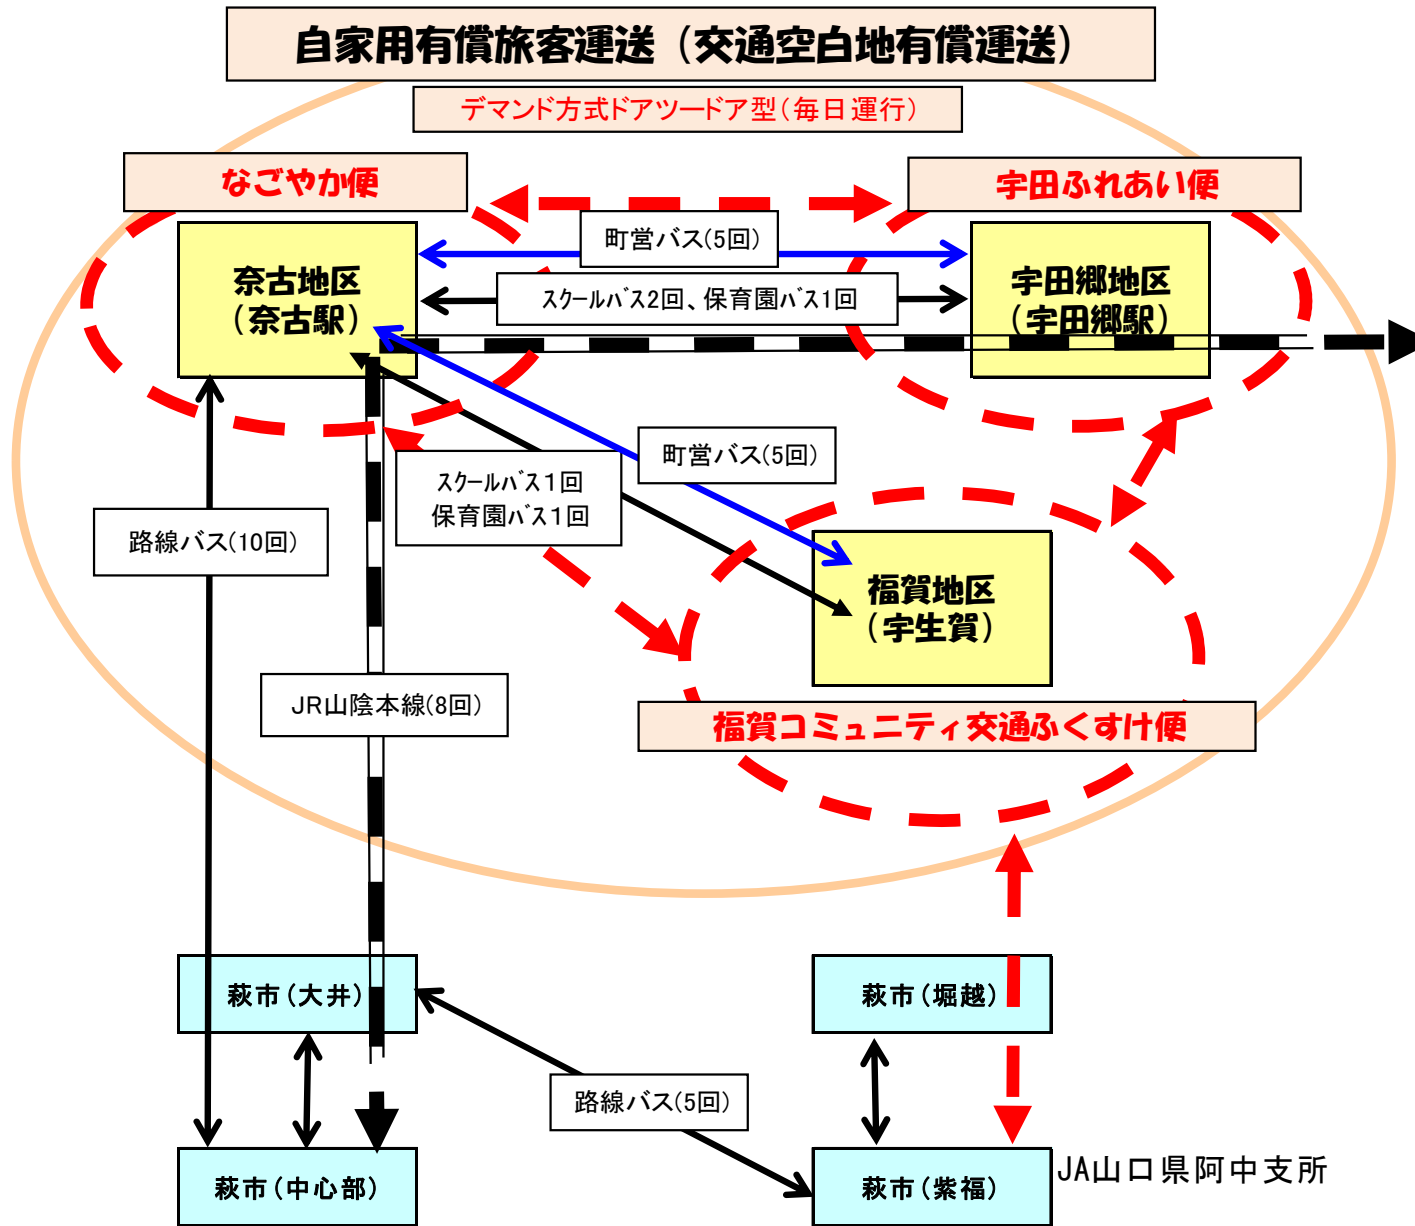 自家用有償旅客運送（交通空白地有償運送）
デマンド方式ドアツードア型（毎日運行）
なごやか便
宇田ふれあい便
町営バス(5回)
奈古地区
（奈古駅）
宇田郷地区
（宇田郷駅）
スクールバス2回、保育園バス1回
町営バス(5回)
スクールバス１回
保育園バス１回
路線バス(10回)
福賀地区
（宇生賀）
JR山陰本線(8回)
福賀コミュニティ交通ふくすけ便
萩市（大井）
萩市（堀越）
路線バス(5回)
萩市（中心部）
萩市（紫福）
JA山口県阿中支所